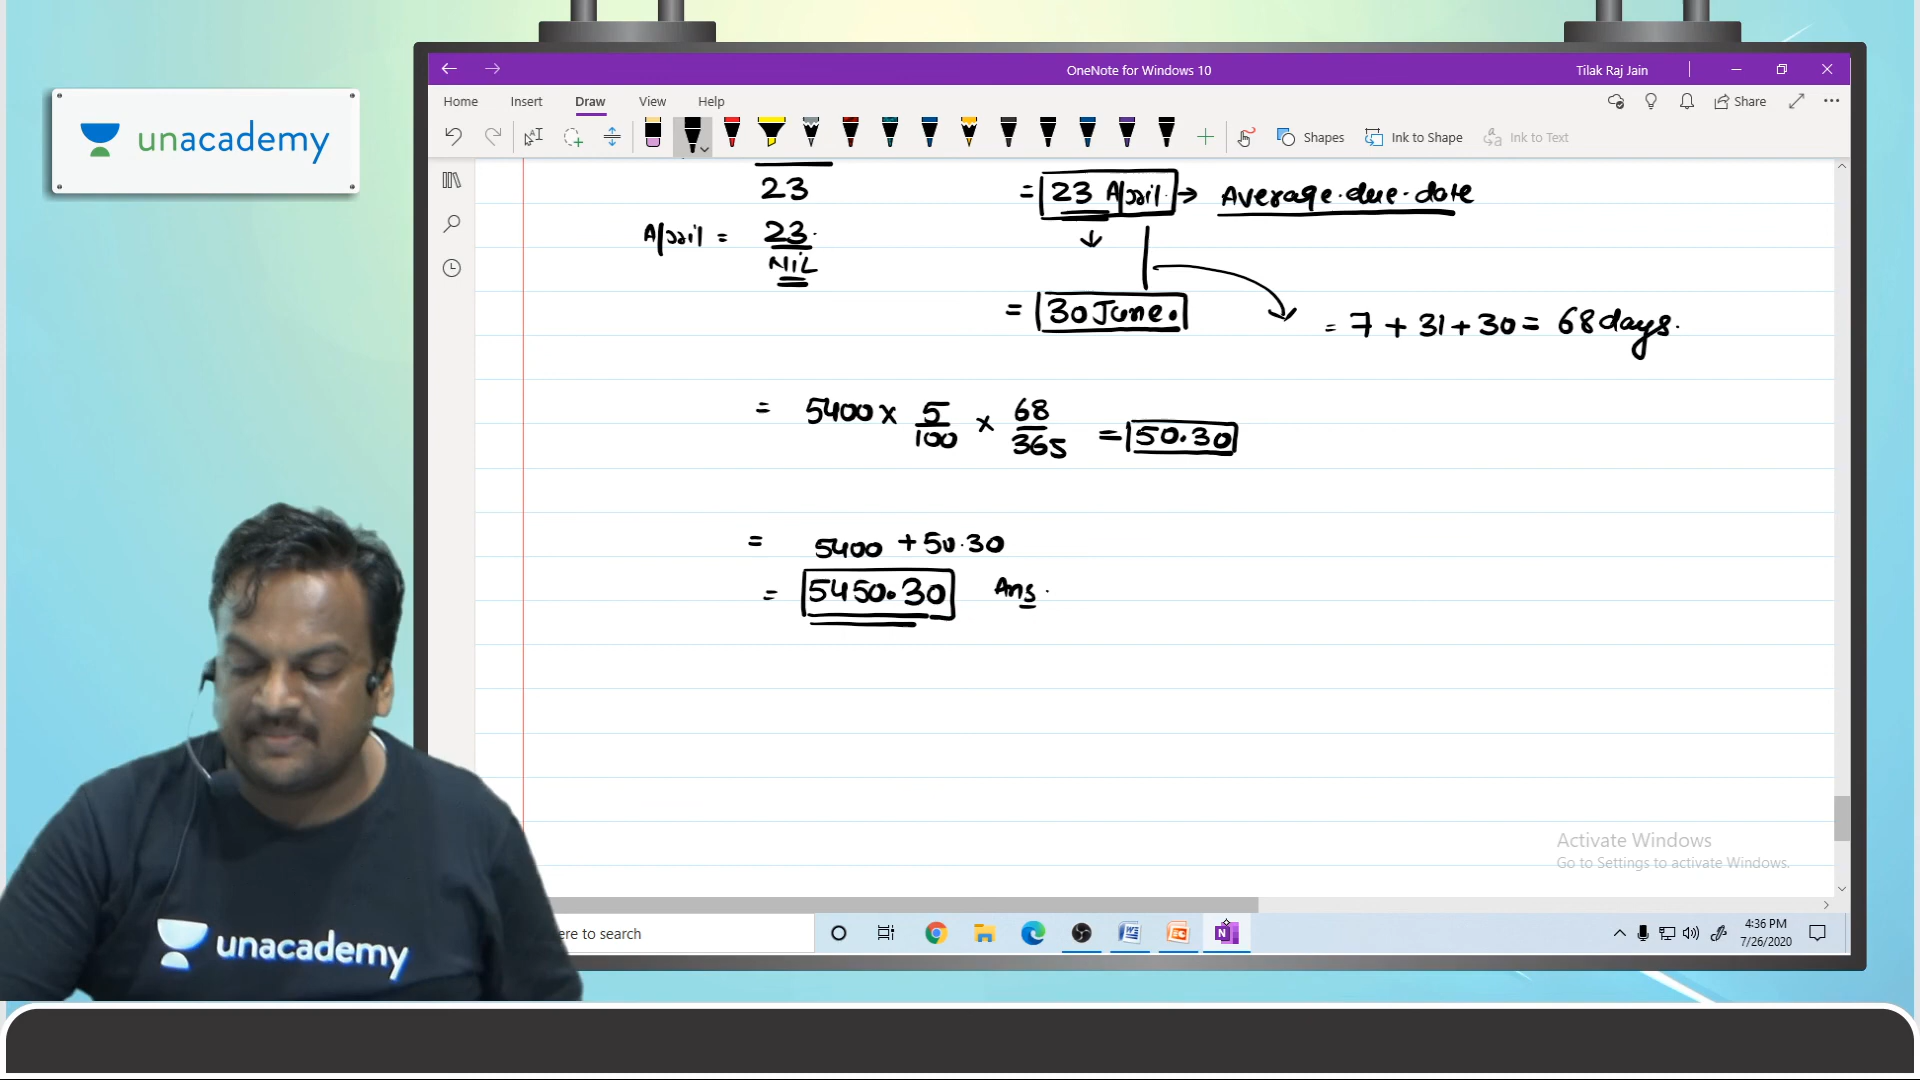 unacademy
OneNote for Windows 10
Tilak Raj Jain
Home Insert Draw View Help
Share
Shapes Ink to Shape Ink to Text
23
= 23 April. → Average due date
April = 23
NIL
= 30 June.
= 7 + 31 + 30 = 68 days.
= 5400 x 5/100 x 68/365 = 50.30
= 5400 + 50.30
= 5450.30 Ans.
Activate Windows
Go to Settings to activate Windows.
unacademy
ere to search
4:36 PM
7/26/2020